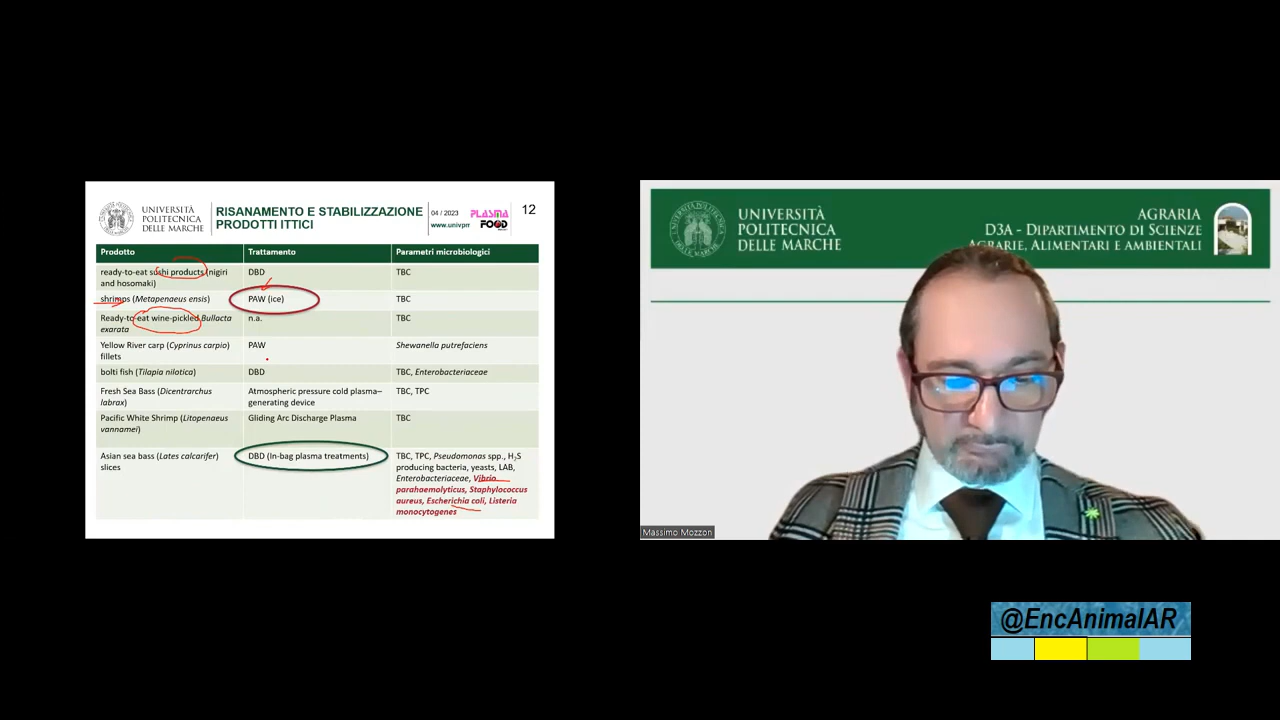 UNIVERSITÀ
POLITECNICA
DELLE MARCHE
RISANAMENTO E STABILIZZAZIONE
PRODOTTI ITTICI
04 / 2023
www.univpm
PLASMA
FOOD
12
Prodotto Trattamento Parametri microbiologici
ready-to-eat sushi products (nigiri
and hosomaki)
DBD
TBC
shrimps (Metapenaeus ensis)
PAW (ice)
TBC
Ready-to-eat wine-pickled Bullacta
exarata
n.a.
TBC
Yellow River carp (Cyprinus carpio)
fillets
PAW
Shewanella putrefaciens
bolti fish (Tilapia nilotica)
DBD
TBC, Enterobacteriaceae
Fresh Sea Bass (Dicentrarchus
labrax)
Atmospheric pressure cold plasma–
generating device
TBC, TPC
Pacific White Shrimp (Litopenaeus
vannamei)
Gliding Arc Discharge Plasma
TBC
Asian sea bass (Lates calcarifer)
slices
DBD (In-bag plasma treatments)
TBC, TPC, Pseudomonas spp., H2S
producing bacteria, yeasts, LAB,
Enterobacteriaceae, Vibrio
parahaemolyticus, Staphylococcus
aureus, Escherichia coli, Listeria
monocytogenes
UNIVERSITÀ
POLITECNICA
DELLE MARCHE
AGRARIA
D3A - DIPARTIMENTO DI SCIENZE
AGRARIE, ALIMENTARI E AMBIENTALI
Massimo Mozzon
@EncAnimalAR